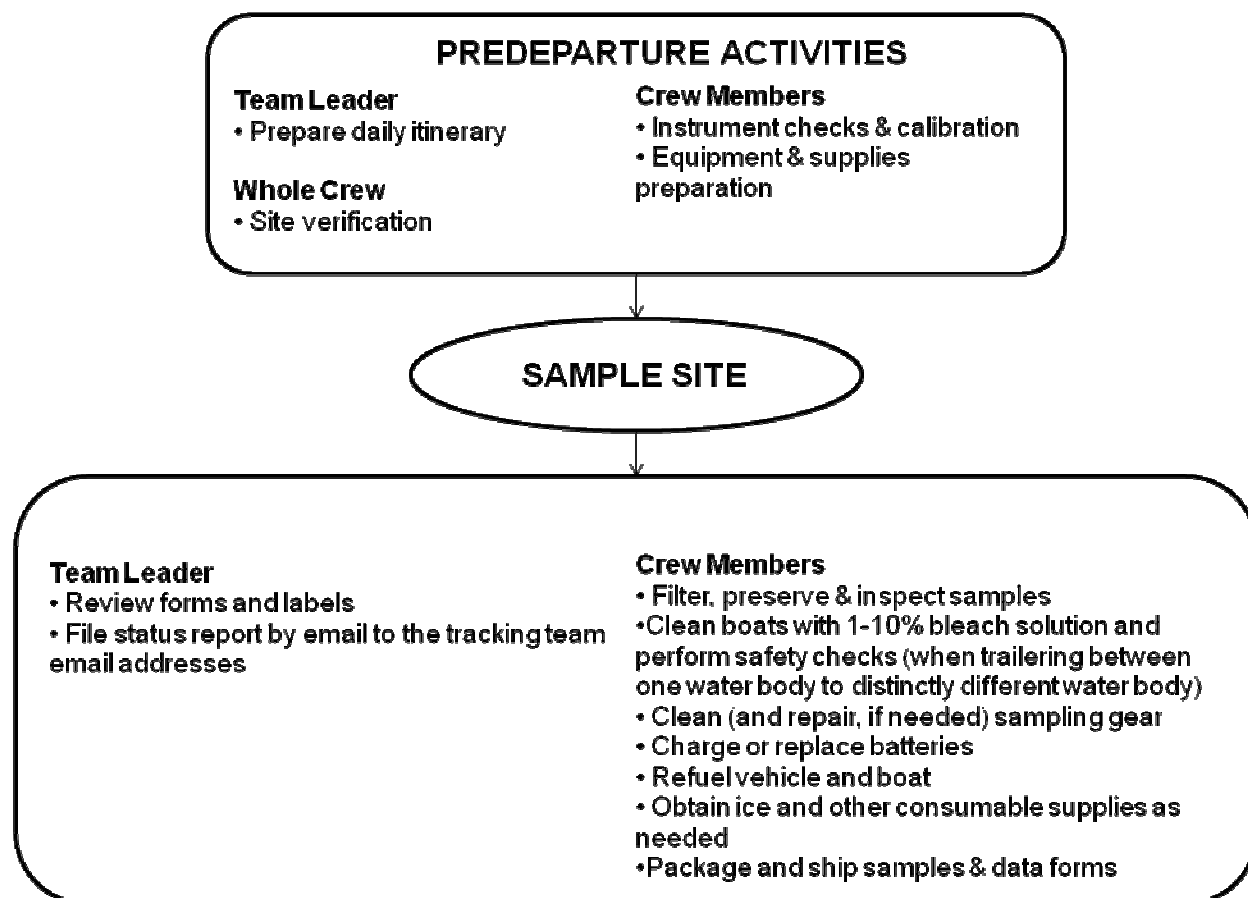 PREDEPARTURE ACTIVITIES
Team Leader
• Prepare daily itinerary
Whole Crew
• Site verification
Crew Members
• Instrument checks & calibration
• Equipment & supplies
preparation
SAMPLE SITE
Team Leader
• Review forms and labels
• File status report by email to the tracking team
email addresses
Crew Members
• Filter, preserve & inspect samples
•Clean boats with 1-10% bleach solution and
perform safety checks (when trailering between
one water body to distinctly different water body)
• Clean (and repair, if needed) sampling gear
• Charge or replace batteries
• Refuel vehicle and boat
• Obtain ice and other consumable supplies as
needed
•Package and ship samples & data forms